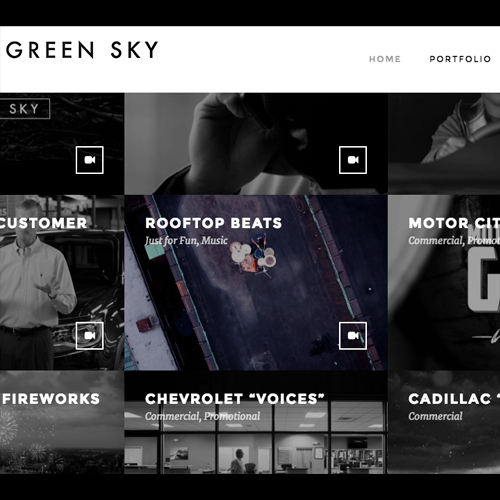 GREEN SKY
HOME
PORTFOLIO
SKY
CUSTOMER
ROOFTOP BEATS
Just for Fun, Music
MOTOR CIT
Commercial, Promot
FIREWORKS
CHEVROLET “VOICES”
Commercial, Promotional
CADILLAC “
Commercial